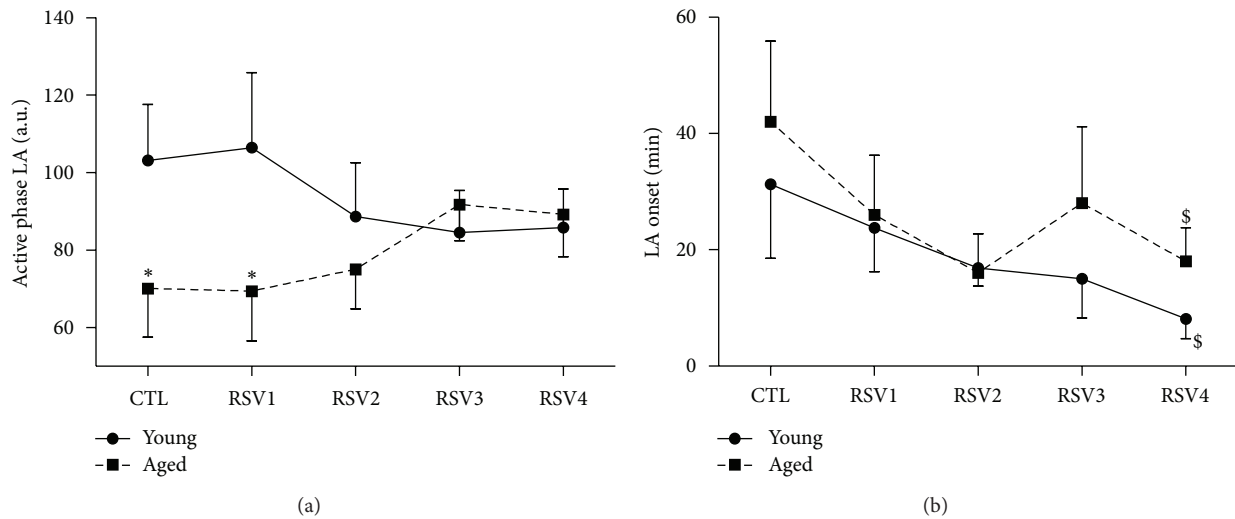 140
120
100
80
60
Active phase LA (a.u.)
*
*
CTL
RSV1
RSV2
RSV3
RSV4
Young
Aged
(a)
60
40
20
0
LA onset (min)
$
$
CTL
RSV1
RSV2
RSV3
RSV4
Young
Aged
(b)